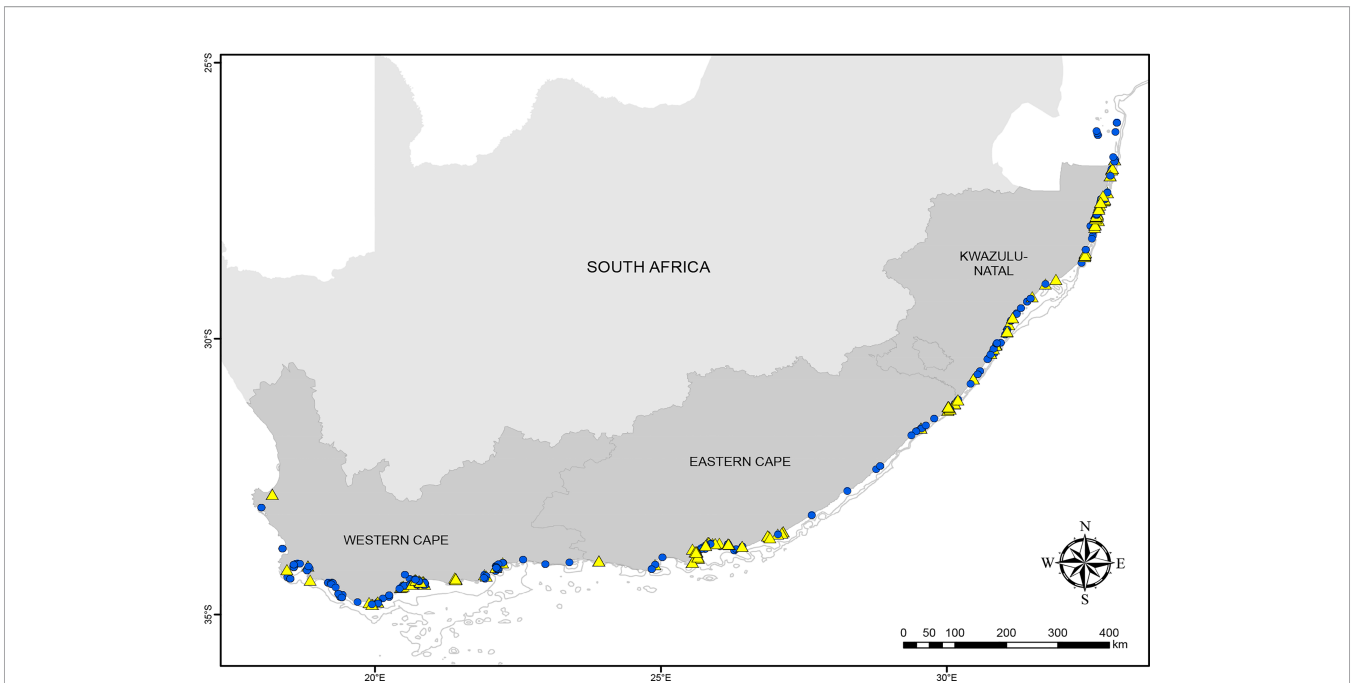 25°S
SOUTH AFRICA
KWAZULU-
NATAL
30°S
EASTERN CAPE
WESTERN CAPE
N
W E
S
35°S
0 50 100 200 300 400
km
20°E 25°E 30°E